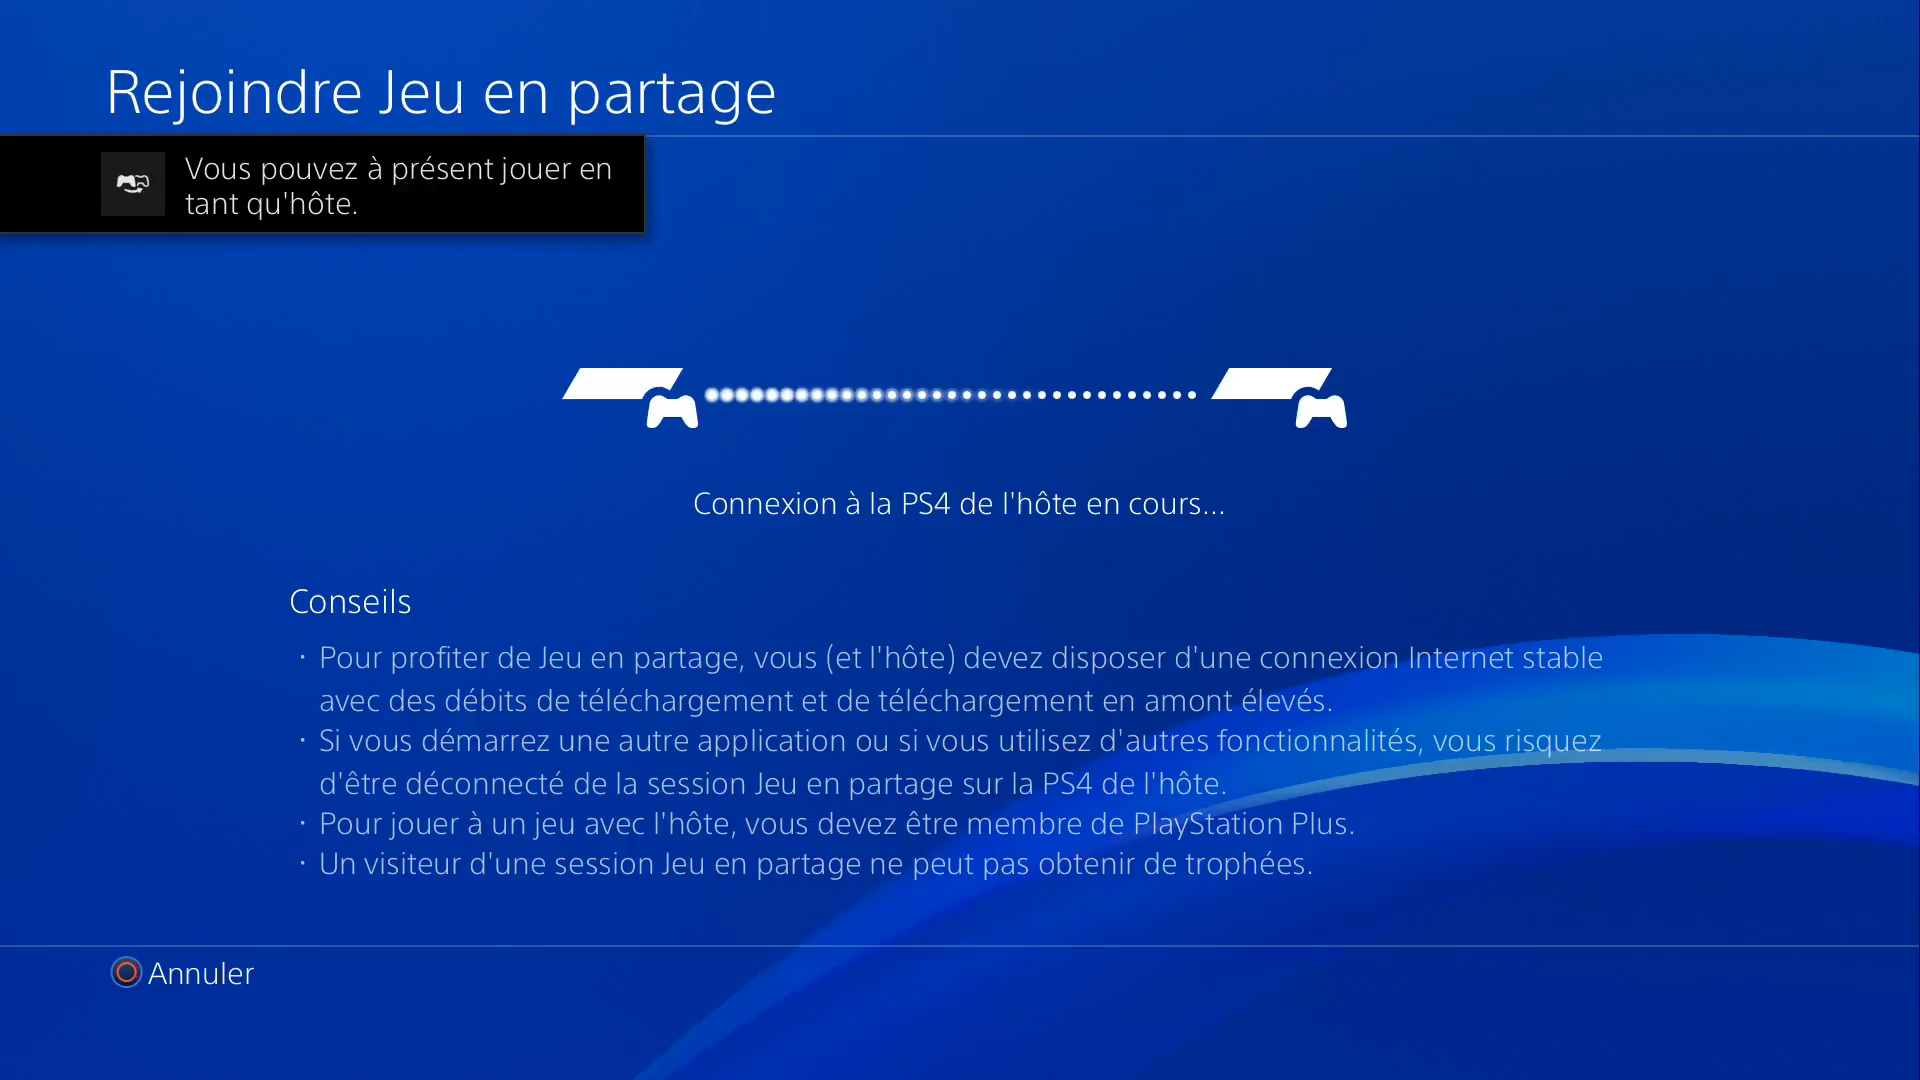 Rejoindre Jeu en partage
Vous pouvez à présent jouer en
tant qu'hôte.
Connexion à la PS4 de l'hôte en cours...
Conseils
· Pour profiter de Jeu en partage, vous (et l'hôte) devez disposer d'une connexion Internet stable
avec des débits de téléchargement et de téléchargement en amont élevés.
· Si vous démarrez une autre application ou si vous utilisez d'autres fonctionnalités, vous risquez
d'être déconnecté de la session Jeu en partage sur la PS4 de l'hôte.
· Pour jouer à un jeu avec l'hôte, vous devez être membre de PlayStation Plus.
· Un visiteur d'une session Jeu en partage ne peut pas obtenir de trophées.
Annuler